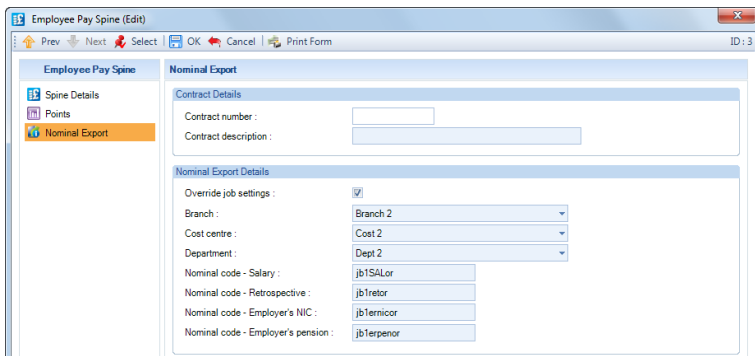 Employee Pay Spine (Edit)
Prev Next Select OK Cancel Print Form ID : 3
Employee Pay Spine
Spine Details
Points
Nominal Export
Nominal Export
Contract Details
Contract number :
Contract description :
Nominal Export Details
Override job settings :
Branch : Branch 2
Cost centre : Cost 2
Department : Dept 2
Nominal code - Salary : jb1SALor
Nominal code - Retrospective : jb1retor
Nominal code - Employer's NIC : jb1ernicor
Nominal code - Employer's pension : jb1erpenor